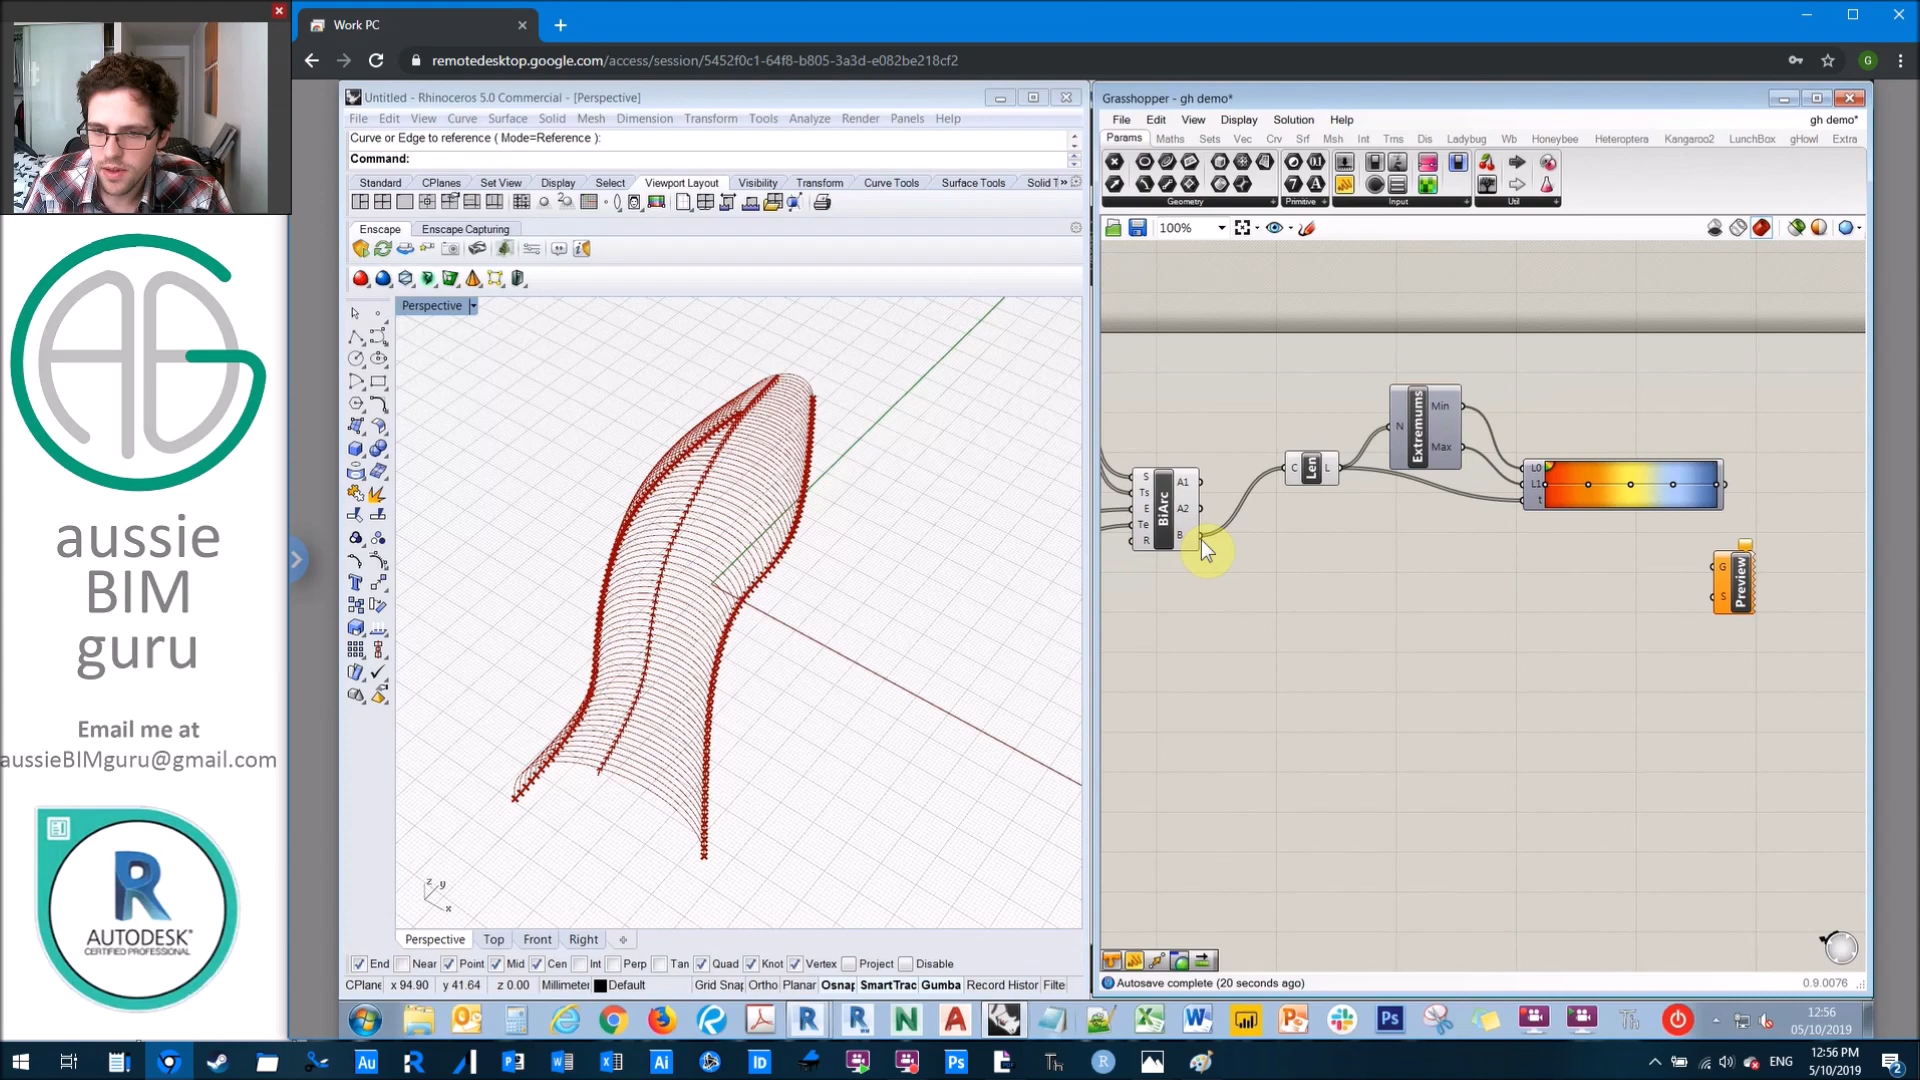 Work PC
remotedesktop.google.com/access/session/5452f0c1-64f8-b805-3a3d-e082be218cf2
G
Untitled - Rhinoceros 5.0 Commercial - [Perspective]
File Edit View Curve Surface Solid Mesh Dimension Transform Tools Analyze Render Panels Help
Curve or Edge to reference ( Mode=Reference ):
Command:
Standard CPlanes Set View Display Select Viewport Layout Visibility Transform Curve Tools Surface Tools Solid T»
Enscape Enscape Capturing
Perspective
z y
x
Perspective Top Front Right
End Near Point Mid Cen Int Perp Tan Quad Knot Vertex Project Disable
CPlane x 94.90 y 41.64 z 0.00 Millimeter Default Grid Snap Ortho Planar Osnap SmartTrac Gumba Record Histor Filte
Grasshopper - gh demo*
File Edit View Display Solution Help
gh demo*
Params Maths Sets Vec Crv Srf Msh Int Trns Dis Ladybug Wb Honeybee Heteroptera Kangaroo2 LunchBox gHowl Extra
Geometry Primitive Input Util
100%
Extremums
N Min Max
Len
C L
BiArc
S Ts E Te R
A1 A2 B
L0
L1
t
Preview
G
S
Autosave complete (20 seconds ago)
0.9.0076
12:56
05/10/2019
aussie
BIM
guru
Email me at
aussieBIMguru@gmail.com
R
AUTODESK
CERTIFIED PROFESSIONAL
ENG
12:56 PM
5/10/2019
2